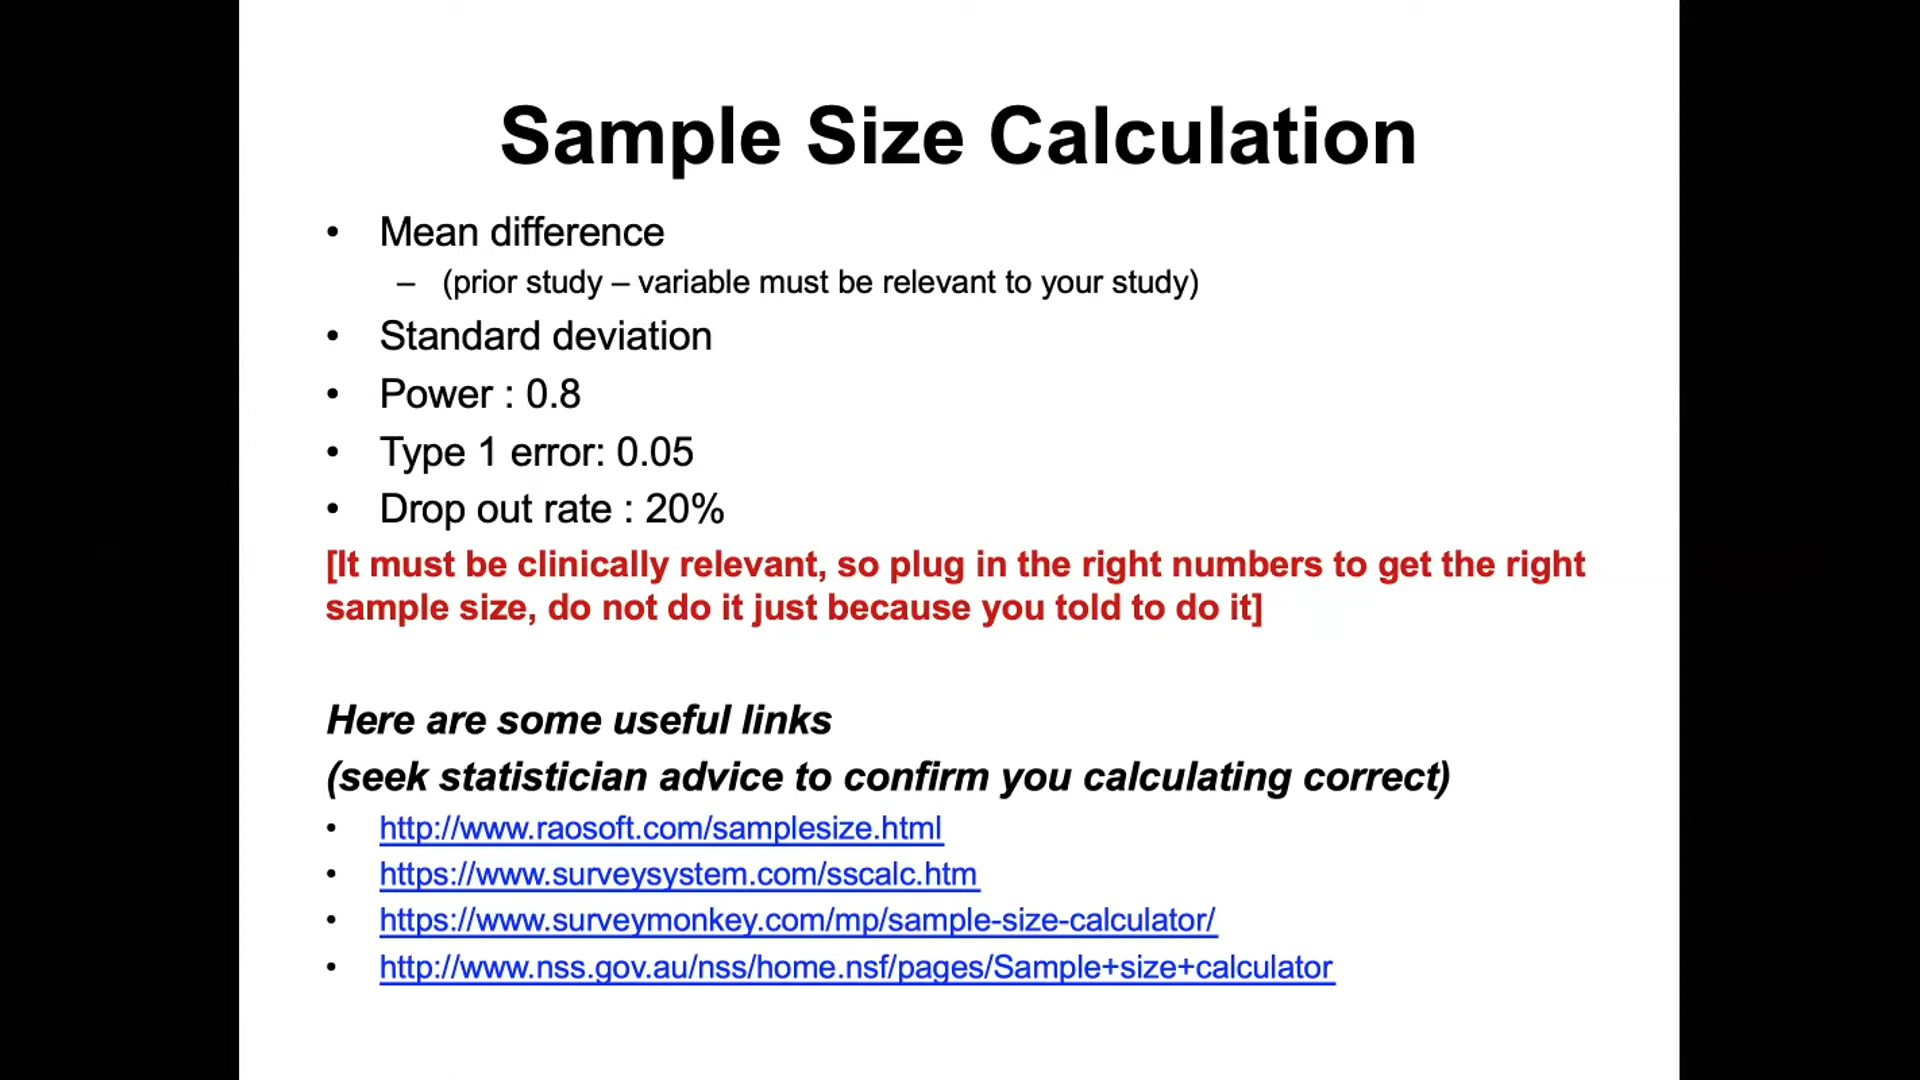 Sample Size Calculation
• Mean difference
– (prior study – variable must be relevant to your study)
• Standard deviation
• Power : 0.8
• Type 1 error: 0.05
• Drop out rate : 20%
[It must be clinically relevant, so plug in the right numbers to get the right
sample size, do not do it just because you told to do it]
Here are some useful links
(seek statistician advice to confirm you calculating correct)
• http://www.raosoft.com/samplesize.html
• https://www.surveysystem.com/sscalc.htm
• https://www.surveymonkey.com/mp/sample-size-calculator/
• http://www.nss.gov.au/nss/home.nsf/pages/Sample+size+calculator